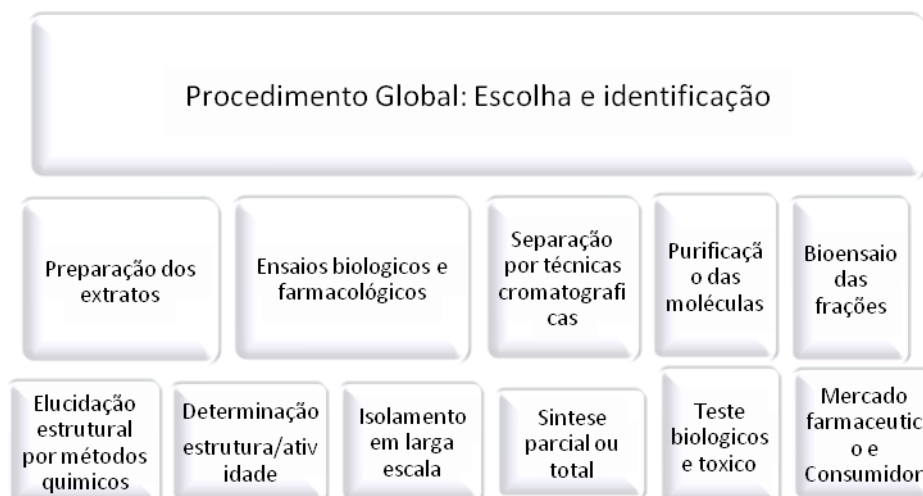 Procedimento Global: Escolha e identificação
Preparação dos
extratos
Ensaios biologicos e
farmacológicos
Separação
por técnicas
cromatografi
cas
Purificaçã
o das
moléculas
Bioensaio
das
frações
Elucidação
estrutural
por métodos
quimicos
Determinação
estrutura/ativ
idade
Isolamento
em larga
escala
Sintese
parcial ou
total
Teste
biologicos
e toxico
Mercado
farmaceutic
o e
Consumidor